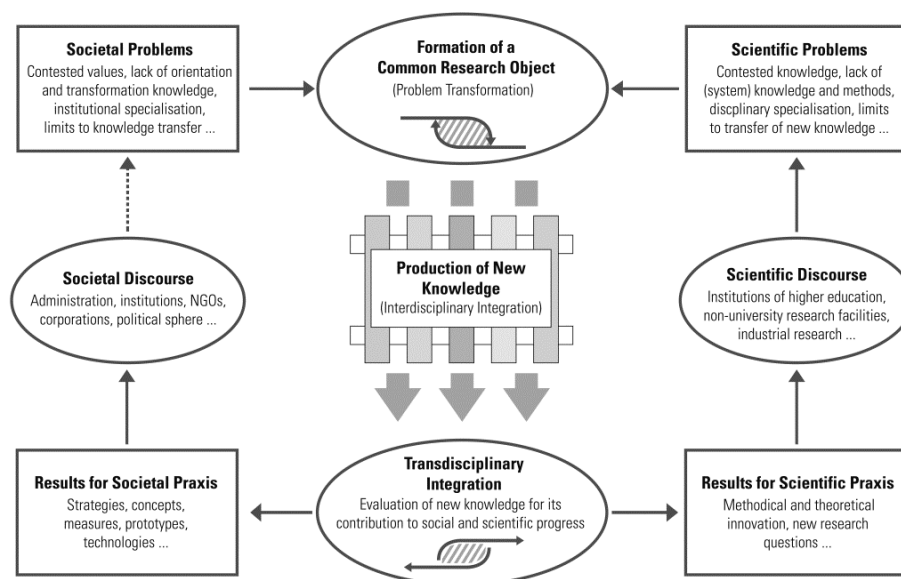 Societal Problems
Contested values, lack of orientation
and transformation knowledge,
institutional specialisation,
limits to knowledge transfer ...
Formation of a
Common Research Object
(Problem Transformation)
Scientific Problems
Contested knowledge, lack of
(system) knowledge and methods,
discplinary specialisation, limits
to transfer of new knowledge ...
Societal Discourse
Administration, institutions, NGOs,
corporations, political sphere ...
Production of New
Knowledge
(Interdisciplinary Integration)
Scientific Discourse
Institutions of higher education,
non-university research facilities,
industrial research ...
Results for Societal Praxis
Strategies, concepts,
measures, prototypes,
technologies ...
Transdisciplinary
Integration
Evaluation of new knowledge for its
contribution to social and scientific progress
Results for Scientific Praxis
Methodical and theoretical
innovation, new research
questions ...